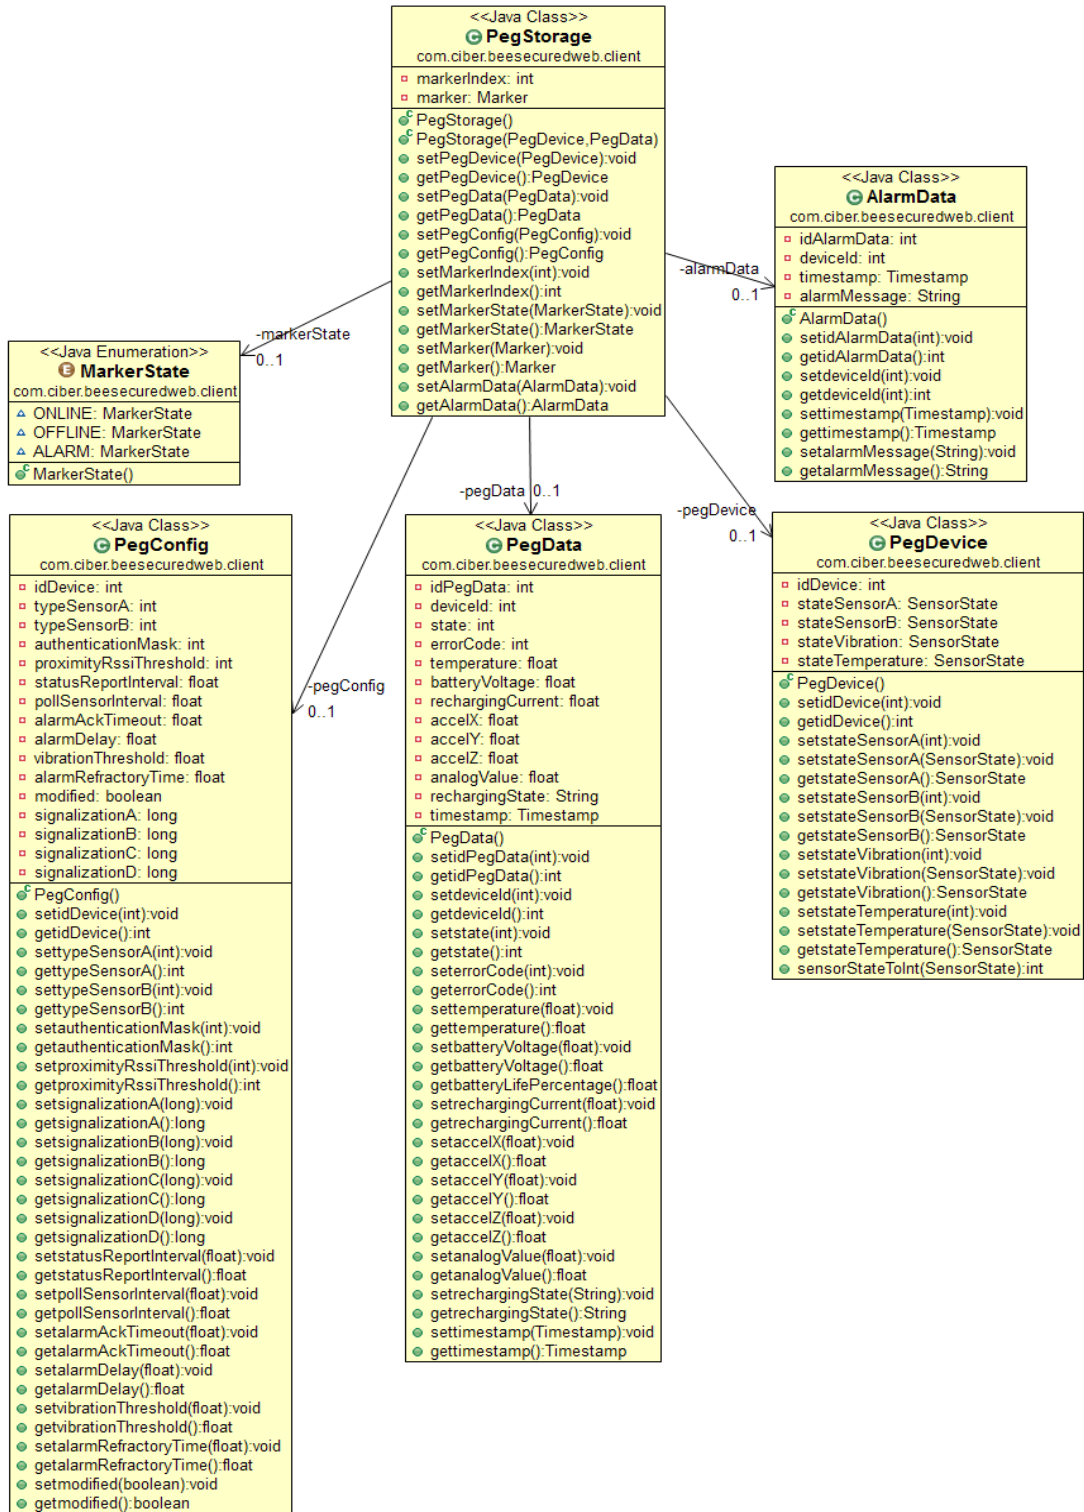 <<Java Class>>
PegStorage
com.ciber.beesecuredweb.client
markerIndex: int
marker: Marker
PegStorage()
PegStorage(PegDevice,PegData)
setPegDevice(PegDevice):void
getPegDevice():PegDevice
setPegData(PegData):void
getPegData():PegData
setPegConfig(PegConfig):void
getPegConfig():PegConfig
setMarkerIndex(int):void
getMarkerIndex():int
setMarkerState(MarkerState):void
getMarkerState():MarkerState
setMarker(Marker):void
getMarker():Marker
setAlarmData(AlarmData):void
getAlarmData():AlarmData
-alarmData
0..1
<<Java Class>>
AlarmData
com.ciber.beesecuredweb.client
idAlarmData: int
deviceId: int
timestamp: Timestamp
alarmMessage: String
AlarmData()
setidAlarmData(int):void
getidAlarmData():int
setdeviceId(int):void
getdeviceId(int):int
settimestamp(Timestamp):void
gettimestamp():Timestamp
setalarmMessage(String):void
getalarmMessage():String
-markerState
0..1
<<Java Enumeration>>
MarkerState
com.ciber.beesecuredweb.client
ONLINE: MarkerState
OFFLINE: MarkerState
ALARM: MarkerState
MarkerState()
-pegConfig
0..1
<<Java Class>>
PegConfig
com.ciber.beesecuredweb.client
idDevice: int
typeSensorA: int
typeSensorB: int
authenticationMask: int
proximityRssiThreshold: int
statusReportInterval: float
pollSensorInterval: float
alarmAckTimeout: float
alarmDelay: float
vibrationThreshold: float
alarmRefractoryTime: float
modified: boolean
signalizationA: long
signalizationB: long
signalizationC: long
signalizationD: long
PegConfig()
setidDevice(int):void
getidDevice():int
settypeSensorA(int):void
gettypeSensorA():int
settypeSensorB(int):void
gettypeSensorB():int
setauthenticationMask(int):void
getauthenticationMask():int
setproximityRssiThreshold(int):void
getproximityRssiThreshold():int
setsignalizationA(long):void
getsignalizationA():long
setsignalizationB(long):void
getsignalizationB():long
setsignalizationC(long):void
getsignalizationC():long
setsignalizationD(long):void
getsignalizationD():long
setstatusReportInterval(float):void
getstatusReportInterval():float
setpollSensorInterval(float):void
getpollSensorInterval():float
setalarmAckTimeout(float):void
getalarmAckTimeout():float
setalarmDelay(float):void
getalarmDelay():float
setvibrationThreshold(float):void
getvibrationThreshold():float
setalarmRefractoryTime(float):void
getalarmRefractoryTime():float
setmodified(boolean):void
getmodified():boolean
-pegData 0..1
<<Java Class>>
PegData
com.ciber.beesecuredweb.client
idPegData: int
deviceId: int
state: int
errorCode: int
temperature: float
batteryVoltage: float
rechargingCurrent: float
accelX: float
accelY: float
accelZ: float
analogValue: float
rechargingState: String
timestamp: Timestamp
PegData()
setidPegData(int):void
getidPegData():int
setdeviceId(int):void
getdeviceId():int
setstate(int):void
getstate():int
seterrorCode(int):void
geterrorCode():int
settemperature(float):void
gettemperature():float
setbatteryVoltage(float):void
getbatteryVoltage():float
getbatteryLifePercentage():float
setrechargingCurrent(float):void
getrechargingCurrent():float
setaccelX(float):void
getaccelX():float
setaccelY(float):void
getaccelY():float
setaccelZ(float):void
getaccelZ():float
setanalogValue(float):void
getanalogValue():float
setrechargingState(String):void
getrechargingState():String
settimestamp(Timestamp):void
gettimestamp():Timestamp
-pegDevice
0..1
<<Java Class>>
PegDevice
com.ciber.beesecuredweb.client
idDevice: int
stateSensorA: SensorState
stateSensorB: SensorState
stateVibration: SensorState
stateTemperature: SensorState
PegDevice()
setidDevice(int):void
getidDevice():int
setstateSensorA(int):void
setstateSensorA(SensorState):void
getstateSensorA():SensorState
setstateSensorB(int):void
setstateSensorB(SensorState):void
getstateSensorB():SensorState
setstateVibration(int):void
setstateVibration(SensorState):void
getstateVibration():SensorState
setstateTemperature(int):void
setstateTemperature(SensorState):void
getstateTemperature():SensorState
sensorStateToInt(SensorState):int